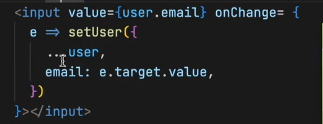 <input value={user.email} onChange= {
e => setUser({
...user,
email: e.target.value,
})
}></input>